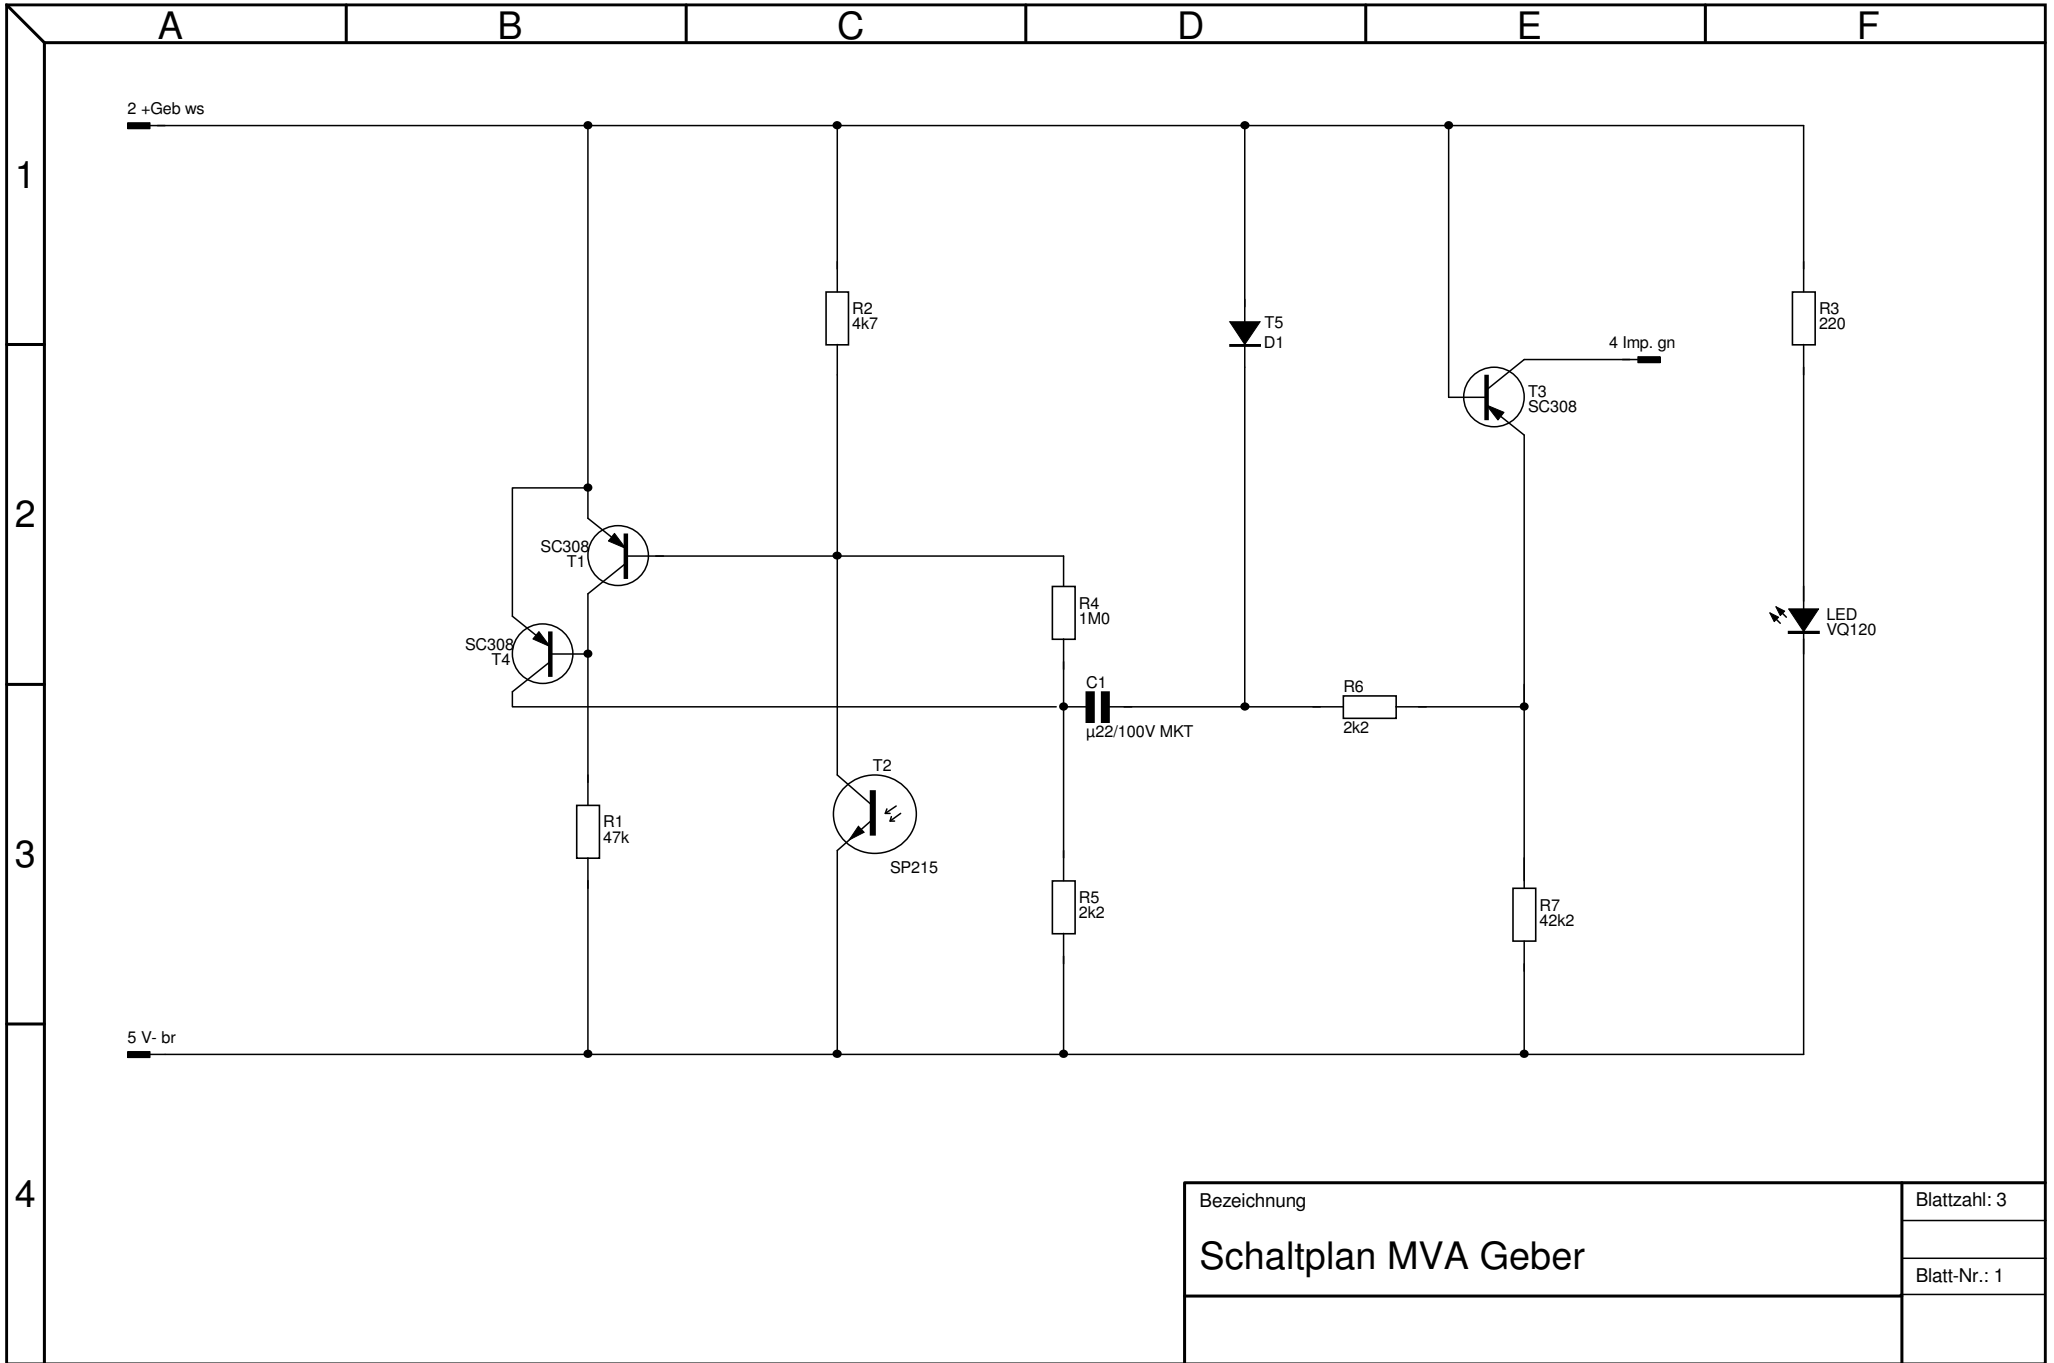 A B C D E F
2 +Geb ws
1
R2
4k7
T5
D1
R3
220
4 Imp. gn
T3
SC308
2
SC308
T1
R4
1M0
LED
VQ120
SC308
T4
C1
µ22/100V MKT
R6
2k2
T2
SP215
3
R1
47k
R5
2k2
R7
42k2
5 V- br
4
Bezeichnung
Schaltplan MVA Geber
Blattzahl: 3
Blatt-Nr.: 1